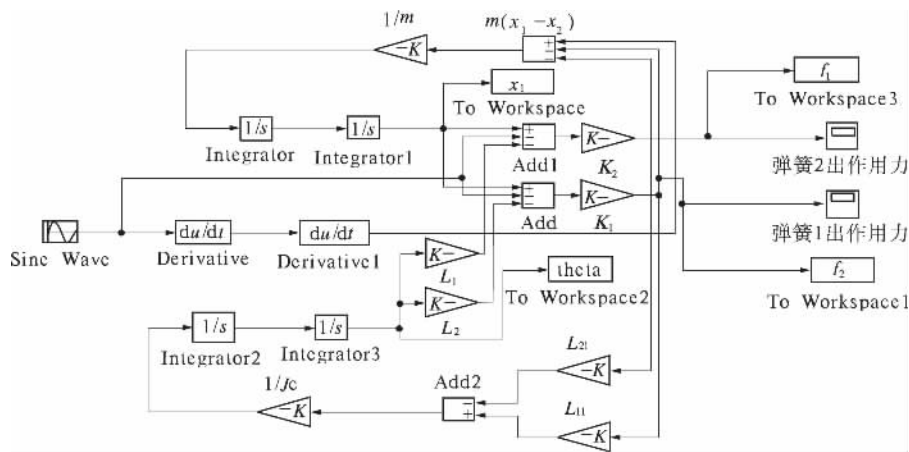 1/m
m(x₁−x₂)
−K
+
−
−
x₁
To Workspace
f₁
To Workspace3
1/s
Integrator
1/s
Integrator1
+
−
−
Add1
K−
K₂
弹簧2出作用力
+
−
−
Add
K−
K₁
弹簧1出作用力
Sine Wave
du/dt
Derivative
du/dt
Derivative1
K−
L₁
theta
To Workspace2
f₂
To Workspace1
K−
L₂
1/s
Integrator2
1/s
Integrator3
L₂₁
−K
1/Jc
−K
Add2
−
+
L₁₁
−K